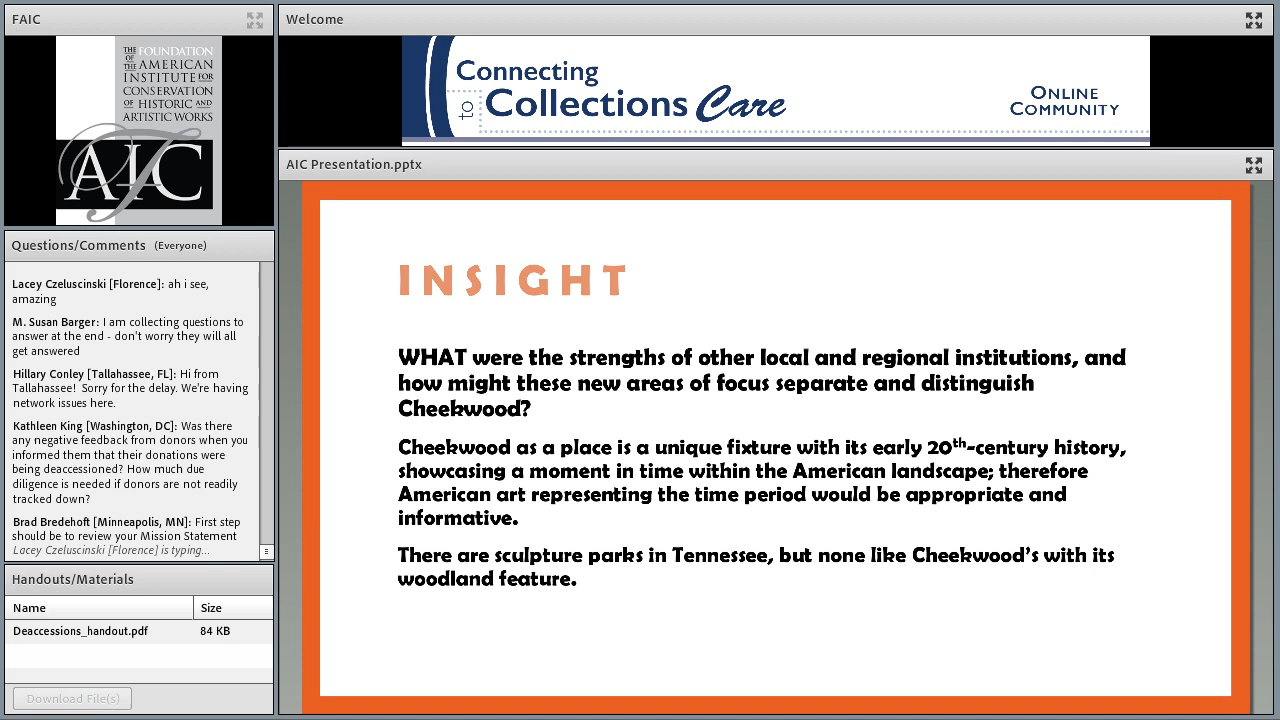 FAIC
THE FOUNDATION
OF THE AMERICAN
INSTITUTE FOR
CONSERVATION
OF HISTORIC AND
ARTISTIC WORKS
AIC
Questions/Comments (Everyone)
Lacey Czeluscinski [Florence]: ah i see,
amazing
M. Susan Barger: I am collecting questions to
answer at the end - don't worry they will all
get answered
Hillary Conley [Tallahassee, FL]: Hi from
Tallahassee! Sorry for the delay. We're having
network issues here.
Kathleen King [Washington, DC]: Was there
any negative feedback from donors when you
informed them that their donations were
being deaccessioned? How much due
diligence is needed if donors are not readily
tracked down?
Brad Bredehoft [Minneapolis, MN]: First step
should be to review your Mission Statement
Lacey Czeluscinski [Florence] is typing...
Handouts/Materials
Name Size
Deaccessions_handout.pdf 84 KB
Download File(s)
Welcome
Connecting
to Collections Care
ONLINE
COMMUNITY
AIC Presentation.pptx
INSIGHT
WHAT were the strengths of other local and regional institutions, and
how might these new areas of focus separate and distinguish
Cheekwood?
Cheekwood as a place is a unique fixture with its early 20th-century history,
showcasing a moment in time within the American landscape; therefore
American art representing the time period would be appropriate and
informative.
There are sculpture parks in Tennessee, but none like Cheekwood's with its
woodland feature.